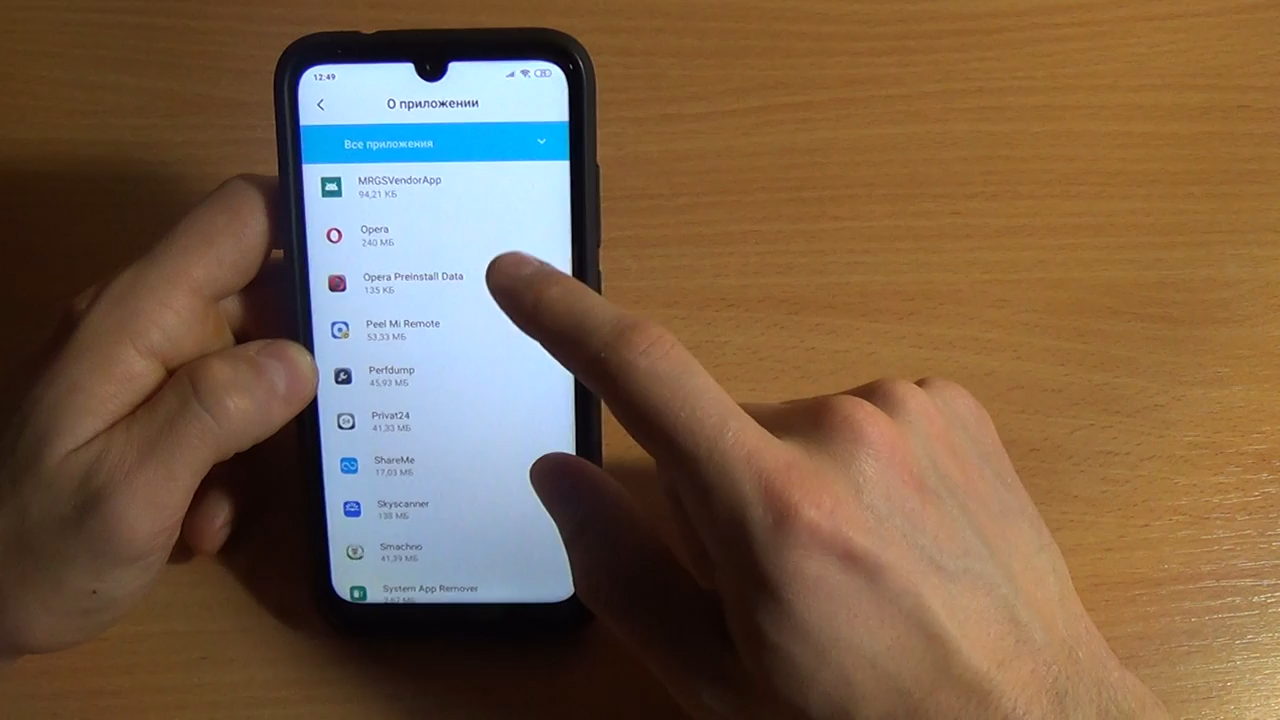 12:49
О приложении
Все приложения
MRGSVendorApp
94,21 КБ
Opera
240 МБ
Opera Preinstall Data
135 КБ
Peel Mi Remote
53,33 МБ
Perfdump
45,93 МБ
Privat24
41,33 МБ
ShareMe
17,03 МБ
Skyscanner
138 МБ
Smachno
41,39 МБ
System App Remover